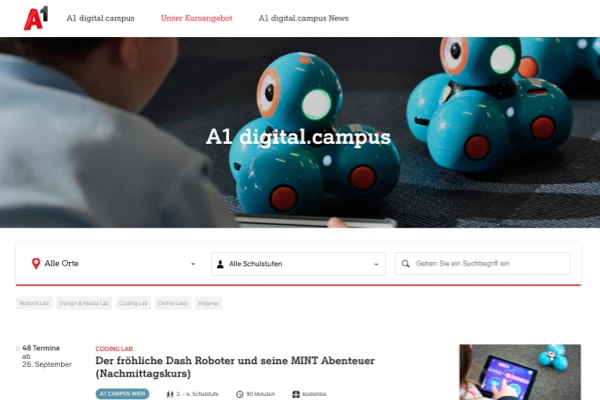 A1
A1 digital.campus
Unser Kursangebot
A1 digital.campus News
A1 digital.campus
Alle Orte
Alle Schulstufen
Geben Sie ein Suchbegriff ein
Robotik Lab
Design & Media Lab
Coding Lab
Online Labs
Webinar
48 Termine
ab
26. September
CODING LAB
Der fröhliche Dash Roboter und seine MINT Abenteuer
(Nachmittagskurs)
A1 CAMPUS WIEN
2. - 4. Schulstufe
90 Minuten
kostenlos